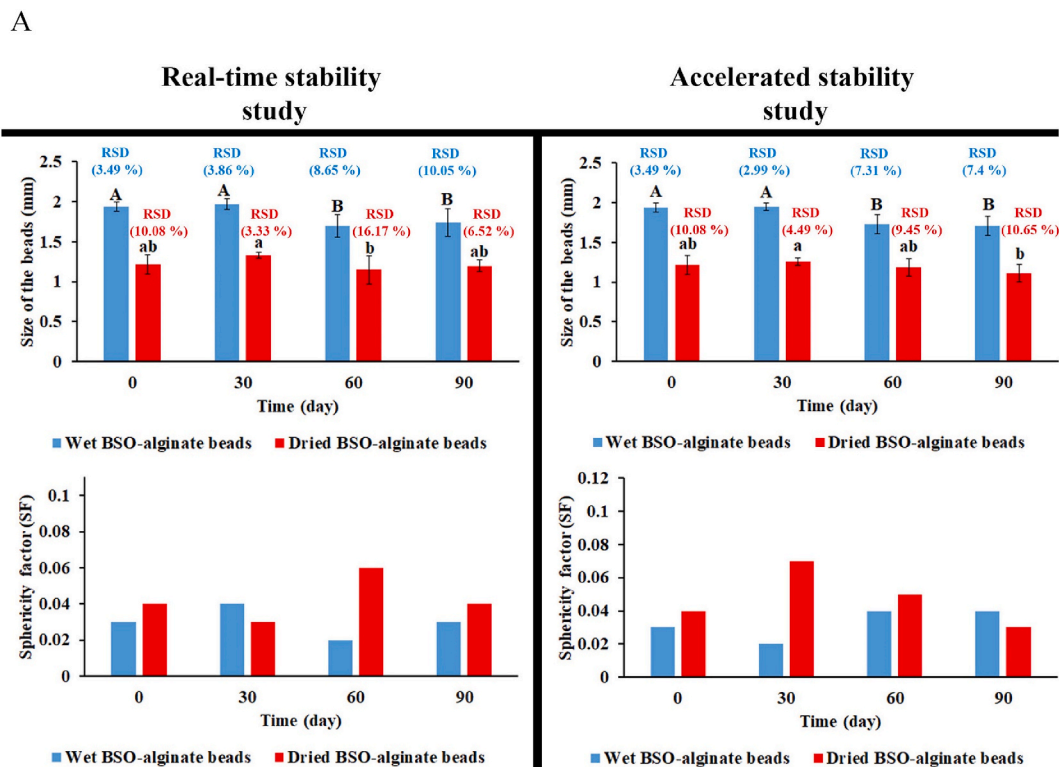 A
Real-time stability
study
Accelerated stability
study
RSD
(3.49 %)
RSD
(3.86 %)
RSD
(8.65 %)
RSD
(10.05 %)
2.5
2
1.5
1
0.5
0
Size of the beads (mm)
A
A
B
B
RSD
(10.08 %)
RSD
(3.33 %)
RSD
(16.17 %)
RSD
(6.52 %)
ab
a
b
ab
0 30 60 90
Time (day)
Wet BSO-alginate beads Dried BSO-alginate beads
RSD
(3.49 %)
RSD
(2.99 %)
RSD
(7.31 %)
RSD
(7.4 %)
2.5
2
1.5
1
0.5
0
Size of the beads (mm)
A
A
B
B
RSD
(10.08 %)
RSD
(4.49 %)
RSD
(9.45 %)
RSD
(10.65 %)
ab
a
ab
b
0 30 60 90
Time (day)
Wet BSO-alginate beads Dried BSO-alginate beads
0.1
0.08
0.06
0.04
0.02
0
Sphericity factor (SF)
0 30 60 90
Time (day)
Wet BSO-alginate beads Dried BSO-alginate beads
0.12
0.1
0.08
0.06
0.04
0.02
0
Sphericity factor (SF)
0 30 60 90
Time (day)
Wet BSO-alginate beads Dried BSO-alginate beads